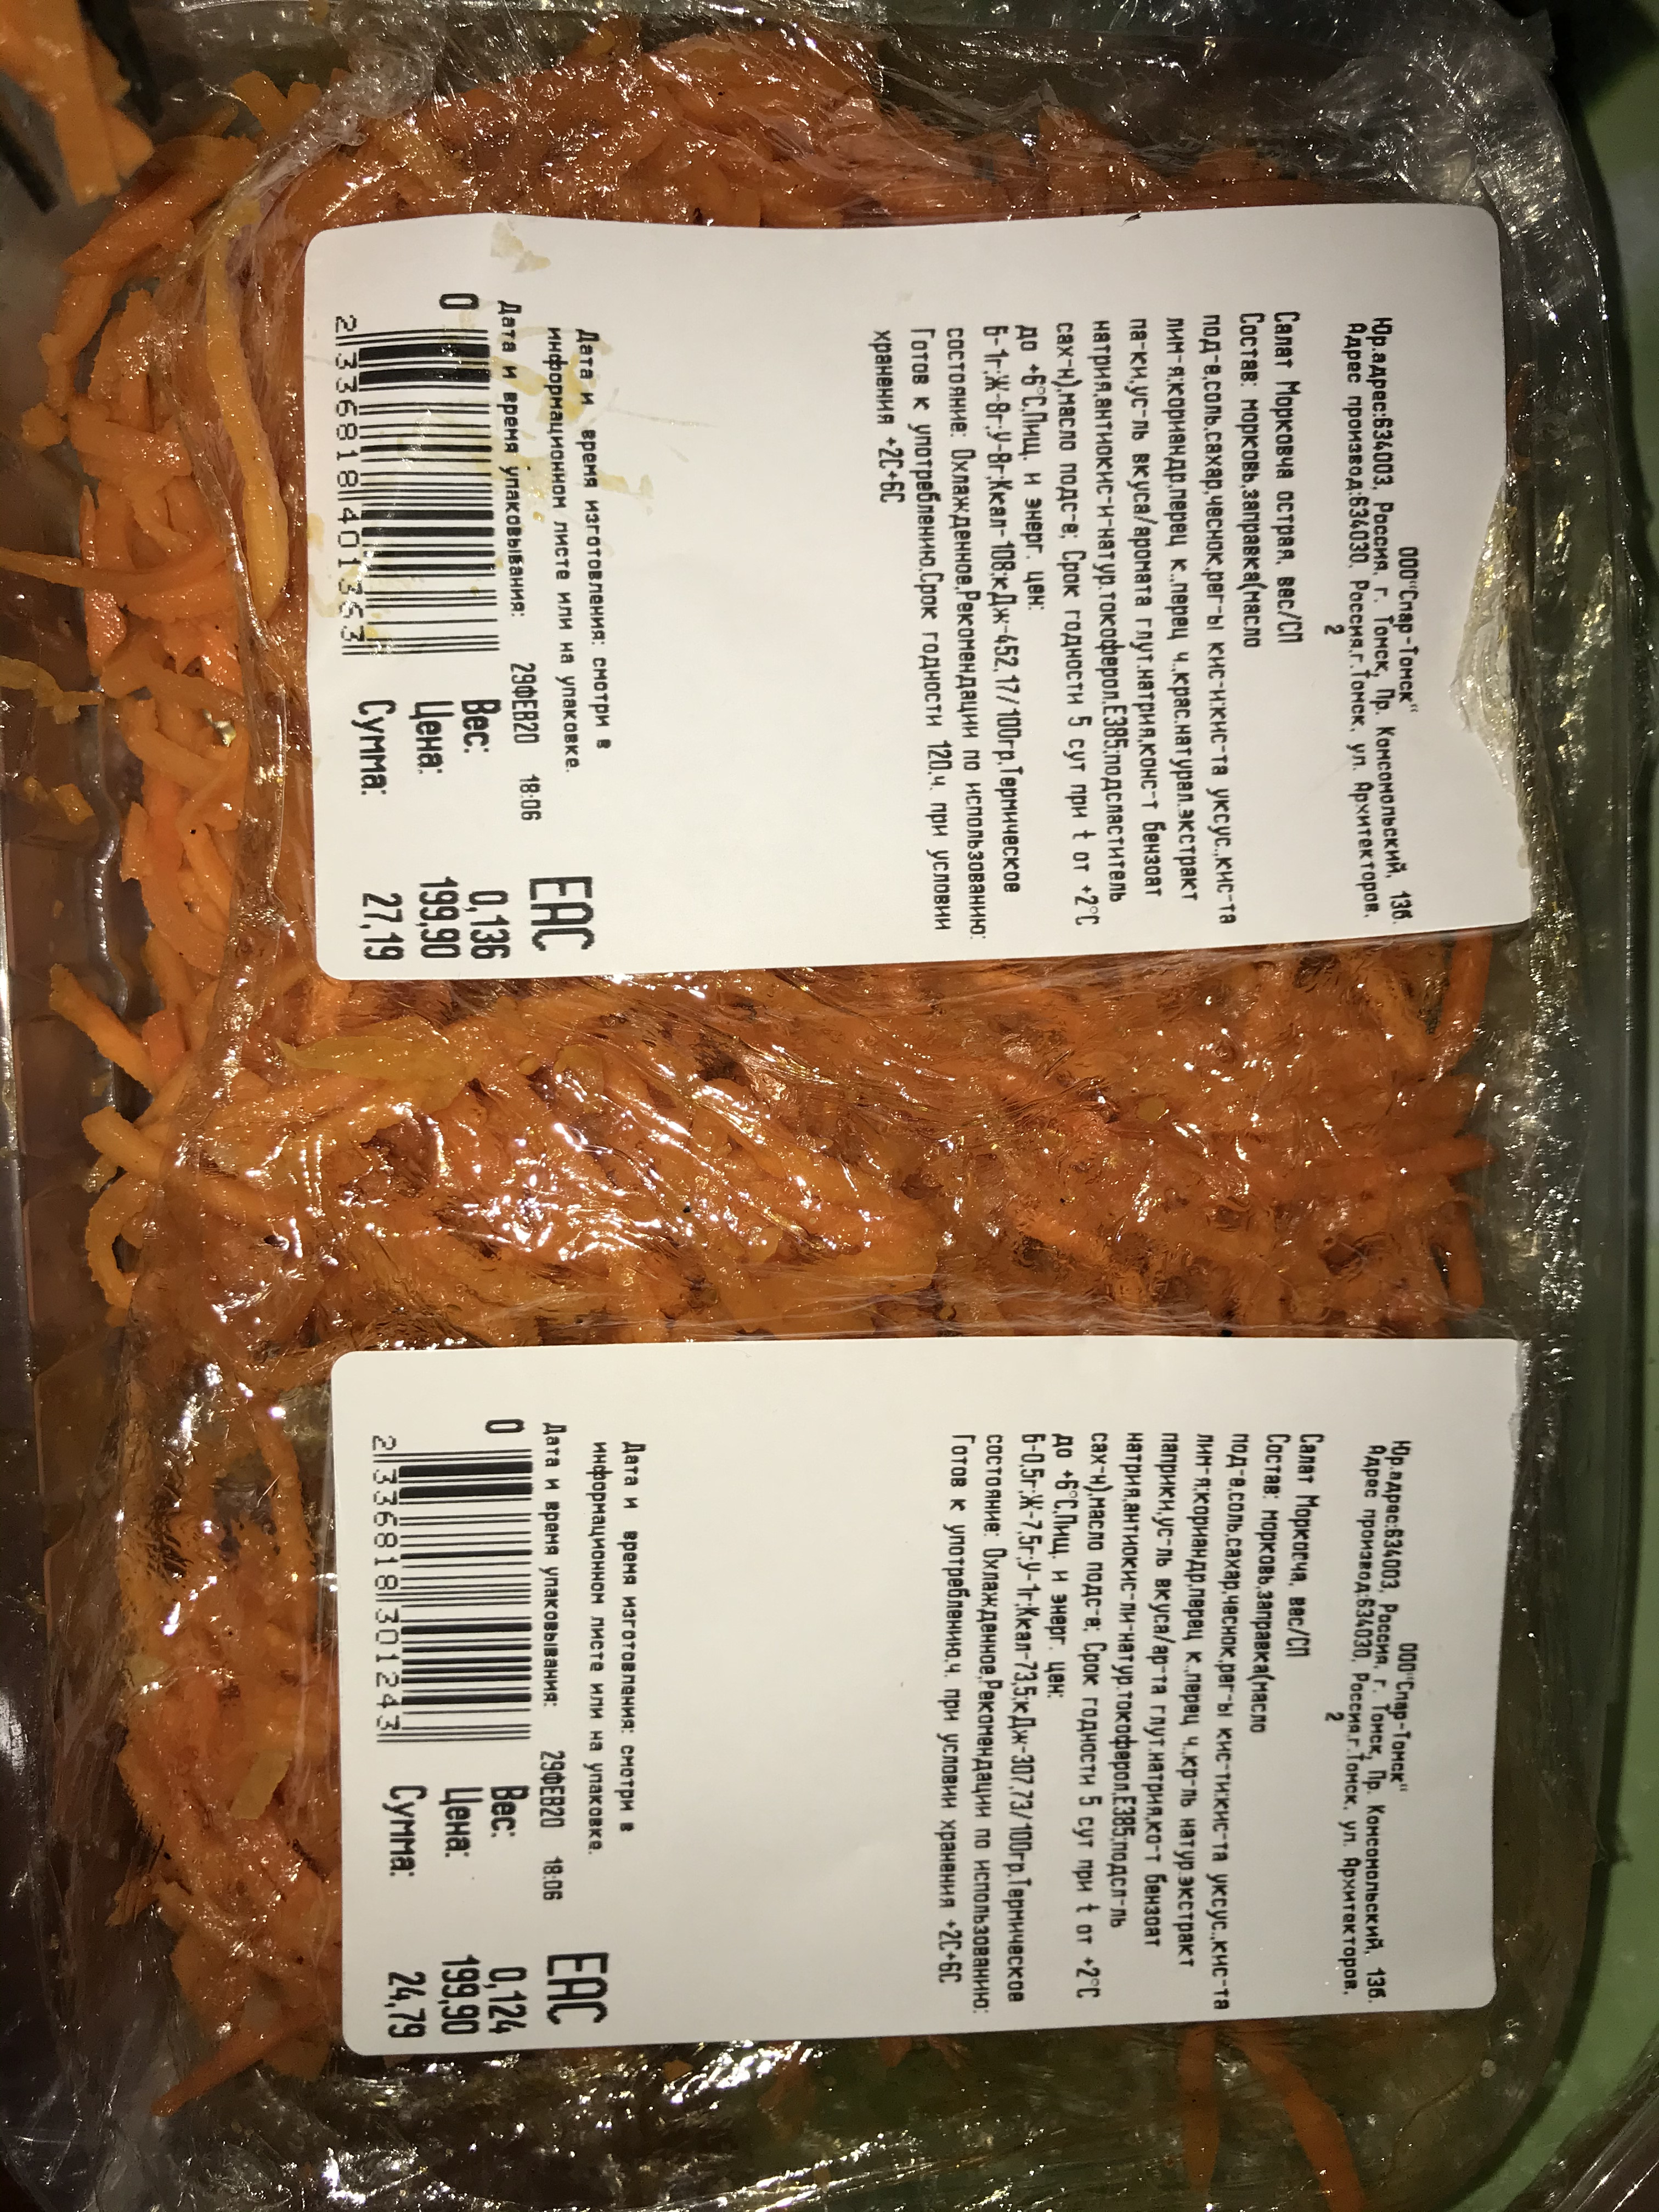 ООО"Спар-Томск"
Юр.адрес:634003, Россия, г. Томск, Пр. Комсомольский, 13б.
Адрес производ:634030, Россия,г.Томск, ул. Архитекторов,
2
Салат Морковча острая, вес/СП
Состав: морковь,заправка(масло
под-е,соль,сахар,чеснок,рег-ы кис-и:кис-та уксус.,кис-та
лим-я;кориандр,перец к.,перец ч.,крас.натурал.экстракт
па-ки,ус-ль вкуса/аромата глут.натрия,конс-т бензоат
натрия,антиокис-и-натур.токоферол,Е385;подсластитель
сах-н),масло подс-е; Срок годности 5 сут при t от +2°С
до +6°С.Пищ. и энерг. цен:
Б-1г;Ж-8г;У-8г;Ккал-108;кДж-452,17/100гр.Термическое
состояние: Охлажденное.Рекомендации по использованию:
Готов к употреблению.Срок годности 120.ч. при условии
хранения +2С+6С
Дата и время изготовления: смотри в
информационном листе или на упаковке.
Дата и время упаковывания: 29ФЕВ20 18:06
ЕАС
0
2336818401363
Вес: 0,136
Цена: 199,90
Сумма: 27,19
ООО"Спар-Томск"
Юр.адрес:634003, Россия, г. Томск, Пр. Комсомольский, 13б.
Адрес производ:634030, Россия,г.Томск, ул. Архитекторов,
2
Салат Моркосча, вес/СП
Состав: морковь,заправка(масло
под-е,соль,сахар,чеснок,рег-ы кис-ти:кис-та уксус.,кис-та
лим-я;кориандр,перец к.,перец ч.,кр-ль натур.экстракт
паприки,ус-ль вкуса/ар-та глут.натрия,ко-т бензоат
натрия,антиокис-ли-натур.токоферол,Е385;подсл-ль
сах-н),масло подс-е; Срок годности 5 сут при t от +2°С
до +6°С.Пищ. и энерг. цен:
Б-0,5г;Ж-7,5г;У-1г;Ккал-73,5;кДж-307,73/100гр.Термическое
состояние: Охлажденное.Рекомендации по использованию:
Готов к употреблению.ч. при условии хранения +2С+6С
Дата и время изготовления: смотри в
информационном листе или на упаковке.
Дата и время упаковывания: 29ФЕВ20 18:06
ЕАС
0
2336818301243
Вес: 0,124
Цена: 199,90
Сумма: 24,79